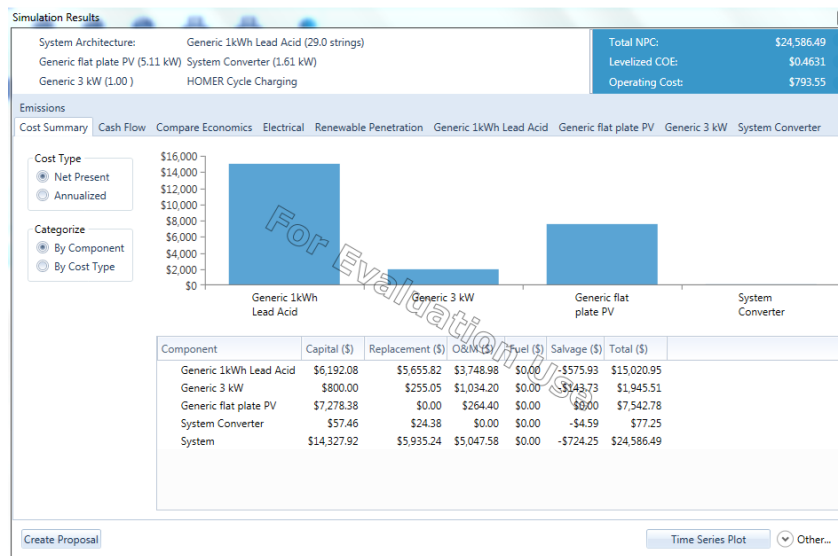 Simulation Results
System Architecture: Generic 1kWh Lead Acid (29.0 strings)
Generic flat plate PV (5.11 kW) System Converter (1.61 kW)
Generic 3 kW (1.00 ) HOMER Cycle Charging
Total NPC: $24,586.49
Levelized COE: $0.4631
Operating Cost: $793.55
Emissions
Cost Summary Cash Flow Compare Economics Electrical Renewable Penetration Generic 1kWh Lead Acid Generic flat plate PV Generic 3 kW System Converter
Cost Type
Net Present
Annualized
Categorize
By Component
By Cost Type
$16,000
$14,000
$12,000
$10,000
$8,000
$6,000
$4,000
$2,000
$0
Generic 1kWh
Lead Acid
Generic 3 kW
Generic flat
plate PV
System
Converter
For Evaluation Use
Component Capital ($) Replacement ($) O&M ($) Fuel ($) Salvage ($) Total ($)
Generic 1kWh Lead Acid $6,192.08 $5,655.82 $3,748.98 $0.00 -$575.93 $15,020.95
Generic 3 kW $800.00 $255.05 $1,034.20 $0.00 -$143.73 $1,945.51
Generic flat plate PV $7,278.38 $0.00 $264.40 $0.00 $0.00 $7,542.78
System Converter $57.46 $24.38 $0.00 $0.00 -$4.59 $77.25
System $14,327.92 $5,935.24 $5,047.58 $0.00 -$724.25 $24,586.49
Create Proposal
Time Series Plot
Other...